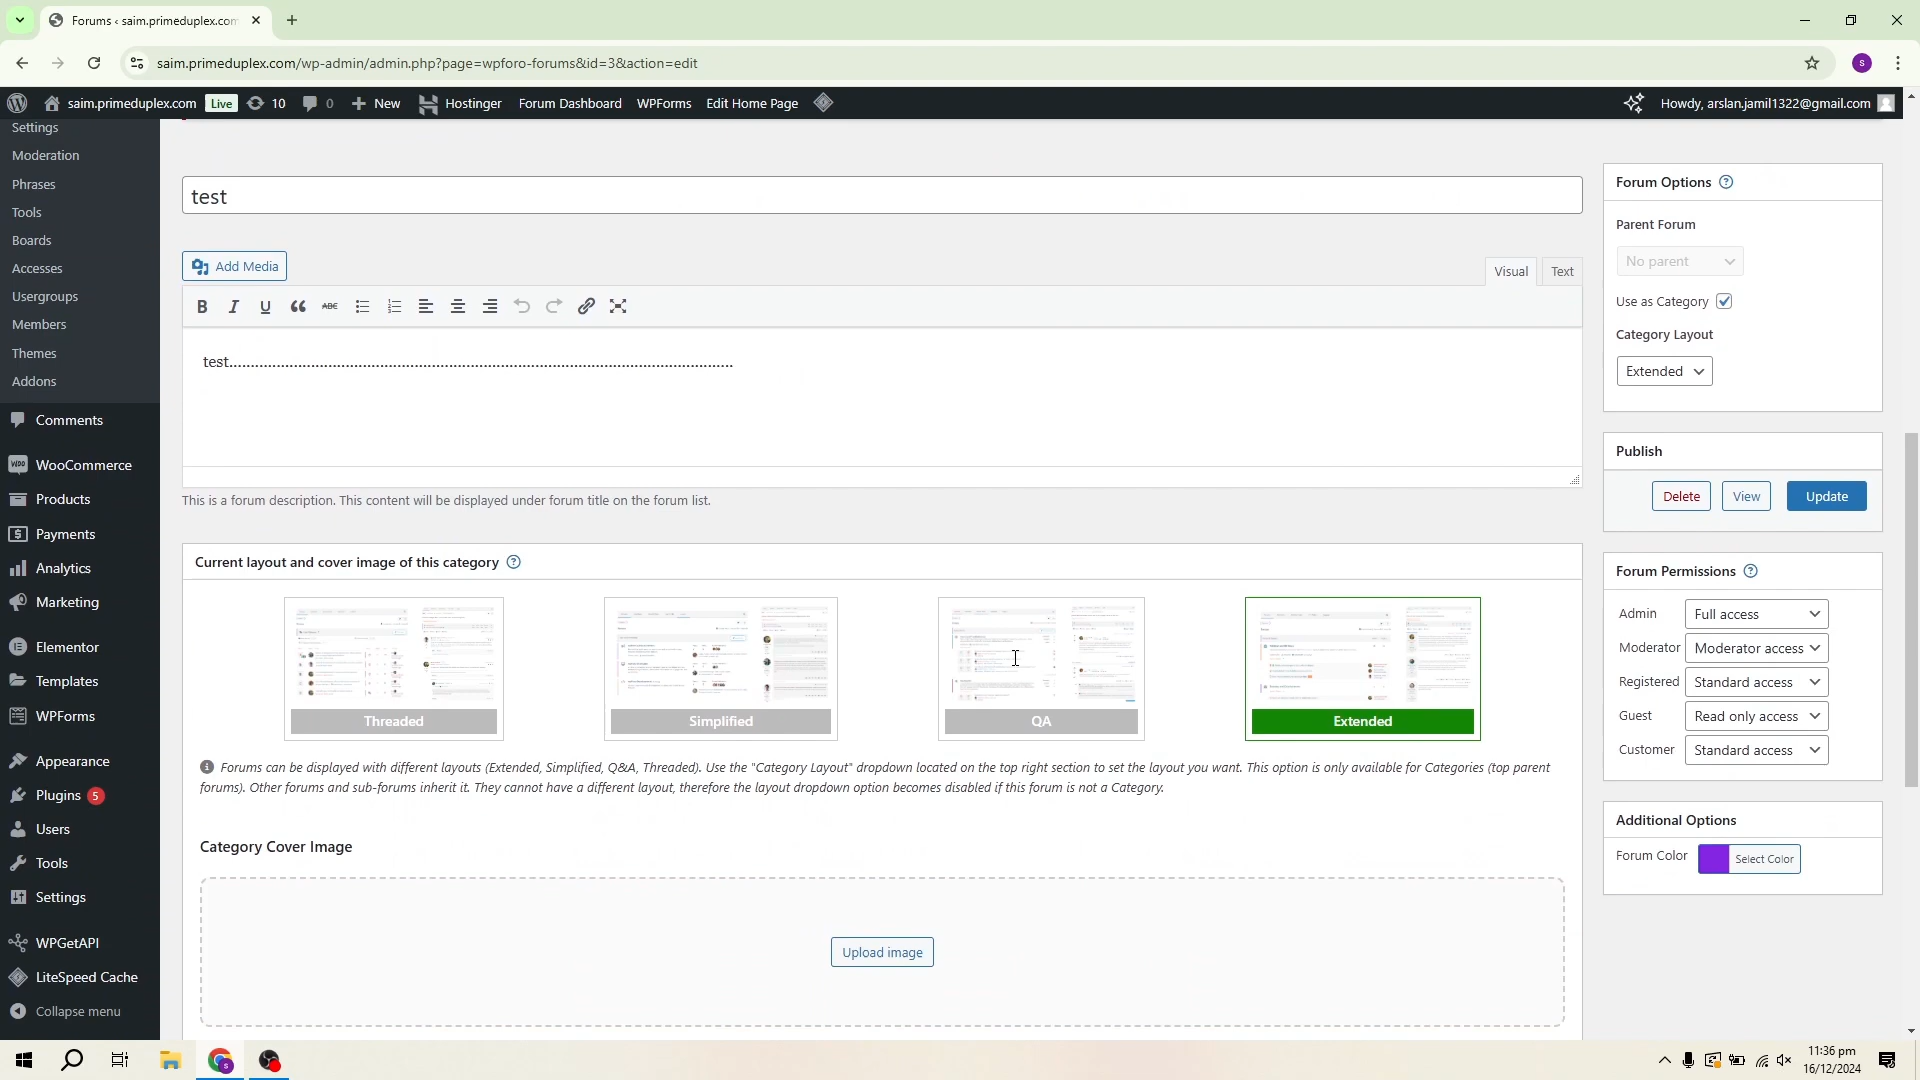 Forums ‹ saim.primeduplex.com
saim.primeduplex.com/wp-admin/admin.php?page=wpforo-forums&id=3&action=edit
S
saim.primeduplex.com Live 10 0 New Hostinger Forum Dashboard WPForms Edit Home Page
Howdy, arslan.jamil1322@gmail.com
Settings
Moderation
Phrases
Tools
Boards
Accesses
Usergroups
Members
Themes
Addons
Comments
WooCommerce
Products
Payments
Analytics
Marketing
Elementor
Templates
WPForms
Appearance
Plugins 5
Users
Tools
Settings
WPGetAPI
LiteSpeed Cache
Collapse menu
test
Add Media
Visual Text
B I U ABC
test.....................................................................................................................
This is a forum description. This content will be displayed under forum title on the forum list.
Current layout and cover image of this category
Threaded
Simplified
QA
Extended
Forums can be displayed with different layouts (Extended, Simplified, Q&A, Threaded). Use the "Category Layout" dropdown located on the top right section to set the layout you want. This option is only available for Categories (top parent
forums). Other forums and sub-forums inherit it. They cannot have a different layout, therefore the layout dropdown option becomes disabled if this forum is not a Category.
Category Cover Image
Upload image
Forum Options
Parent Forum
No parent
Use as Category
Category Layout
Extended
Publish
Delete View Update
Forum Permissions
Admin Full access
Moderator Moderator access
Registered Standard access
Guest Read only access
Customer Standard access
Additional Options
Forum Color Select Color
11:36 pm
16/12/2024